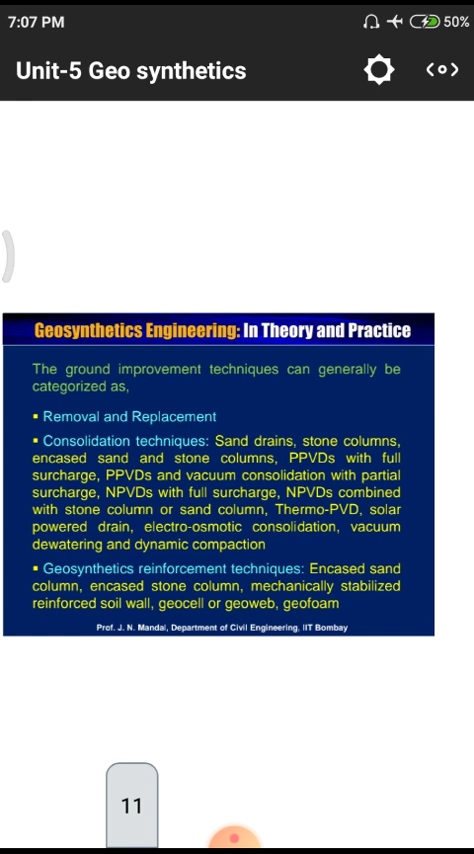 7:07 PM
50%
Unit-5 Geo synthetics
Geosynthetics Engineering: In Theory and Practice
The ground improvement techniques can generally be
categorized as,
▪ Removal and Replacement
▪ Consolidation techniques: Sand drains, stone columns,
encased sand and stone columns, PPVDs with full
surcharge, PPVDs and vacuum consolidation with partial
surcharge, NPVDs with full surcharge, NPVDs combined
with stone column or sand column, Thermo-PVD, solar
powered drain, electro-osmotic consolidation, vacuum
dewatering and dynamic compaction
▪ Geosynthetics reinforcement techniques: Encased sand
column, encased stone column, mechanically stabilized
reinforced soil wall, geocell or geoweb, geofoam
Prof. J. N. Mandal, Department of Civil Engineering, IIT Bombay
11